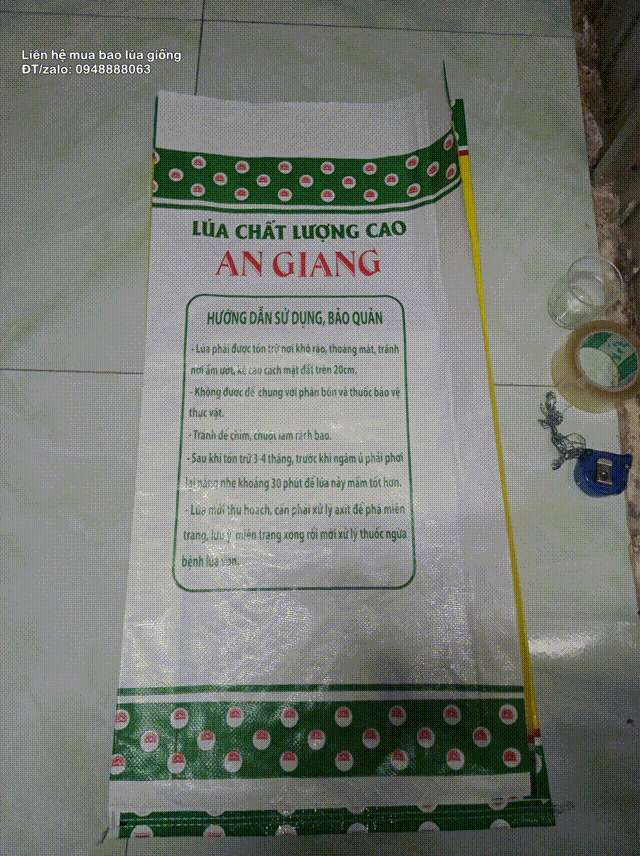 Liên hệ mua bao lúa giống
ĐT/zalo: 0948888063
LÚA CHẤT LƯỢNG CAO
AN GIANG
HƯỚNG DẪN SỬ DỤNG, BẢO QUẢN
- Lúa phải được tồn trữ nơi khô ráo, thoáng mát, tránh
nơi ẩm ướt, kê cao cách mặt đất trên 20cm.
- Không được để chung với phân bón và thuốc bảo vệ
thực vật.
- Tránh để chim, chuột làm rách bao.
- Sau khi tồn trữ 3-4 tháng, trước khi ngâm ủ phải phơi
lại nắng nhẹ khoảng 30 phút để lúa nảy mầm tốt hơn.
- Lúa mới thu hoạch, cần phải xử lý axit để phá miên
trạng, lưu ý miên trạng xong rồi mới xử lý thuốc ngừa
bệnh lúa von.